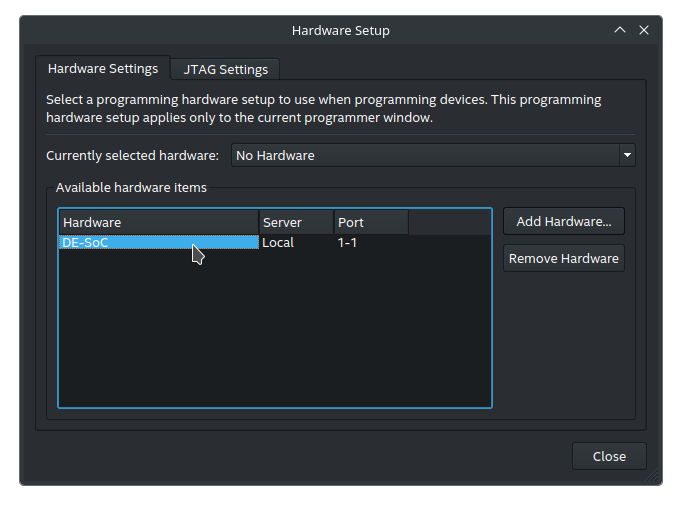 Hardware Setup
Hardware Settings
JTAG Settings
Select a programming hardware setup to use when programming devices. This programming
hardware setup applies only to the current programmer window.
Currently selected hardware: No Hardware
Available hardware items
Hardware Server Port
DE-SoC Local 1-1
Add Hardware...
Remove Hardware
Close